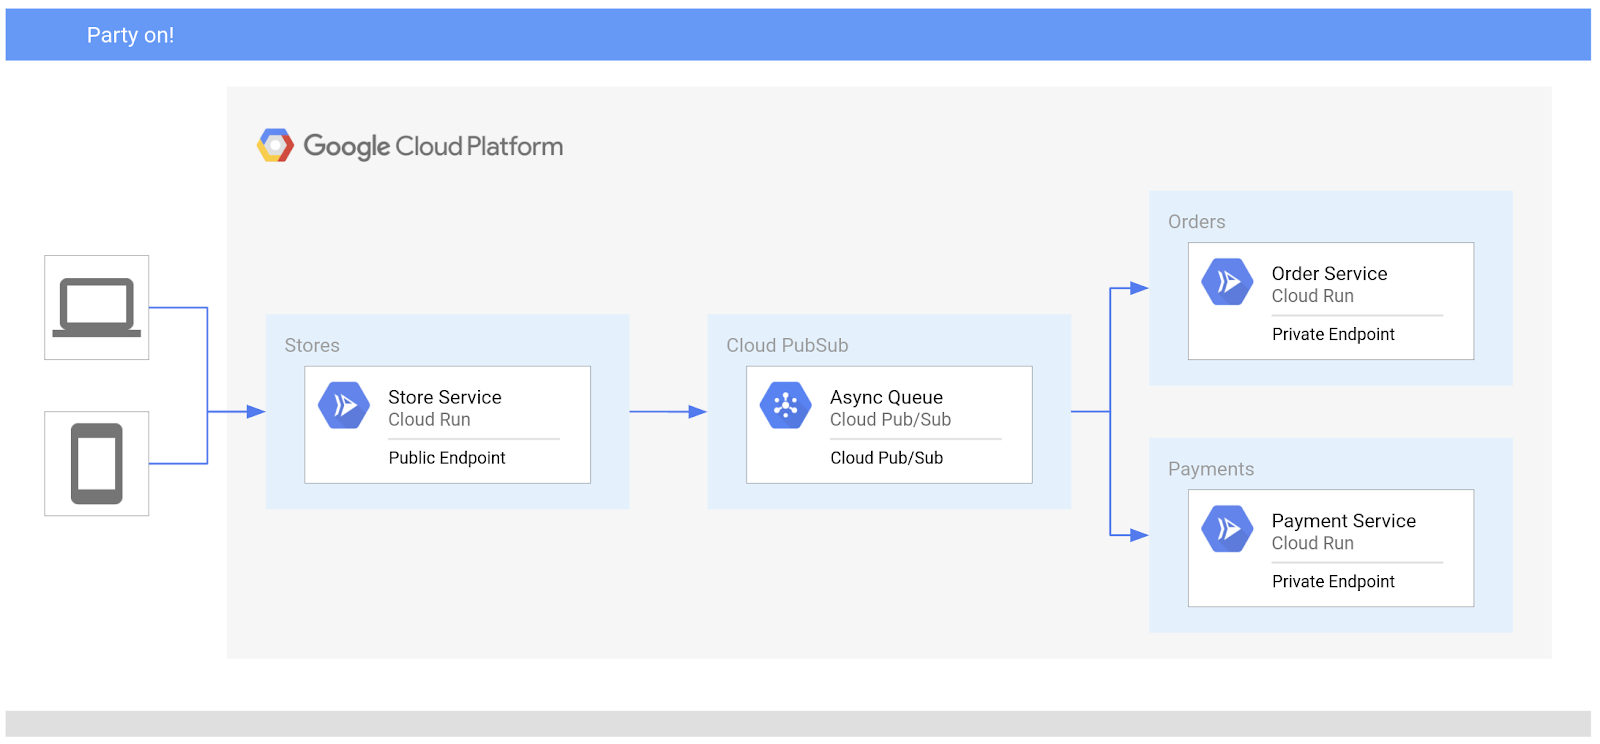 Party on!
Google Cloud Platform
Stores
Store Service
Cloud Run
Public Endpoint
Cloud PubSub
Async Queue
Cloud Pub/Sub
Cloud Pub/Sub
Orders
Order Service
Cloud Run
Private Endpoint
Payments
Payment Service
Cloud Run
Private Endpoint